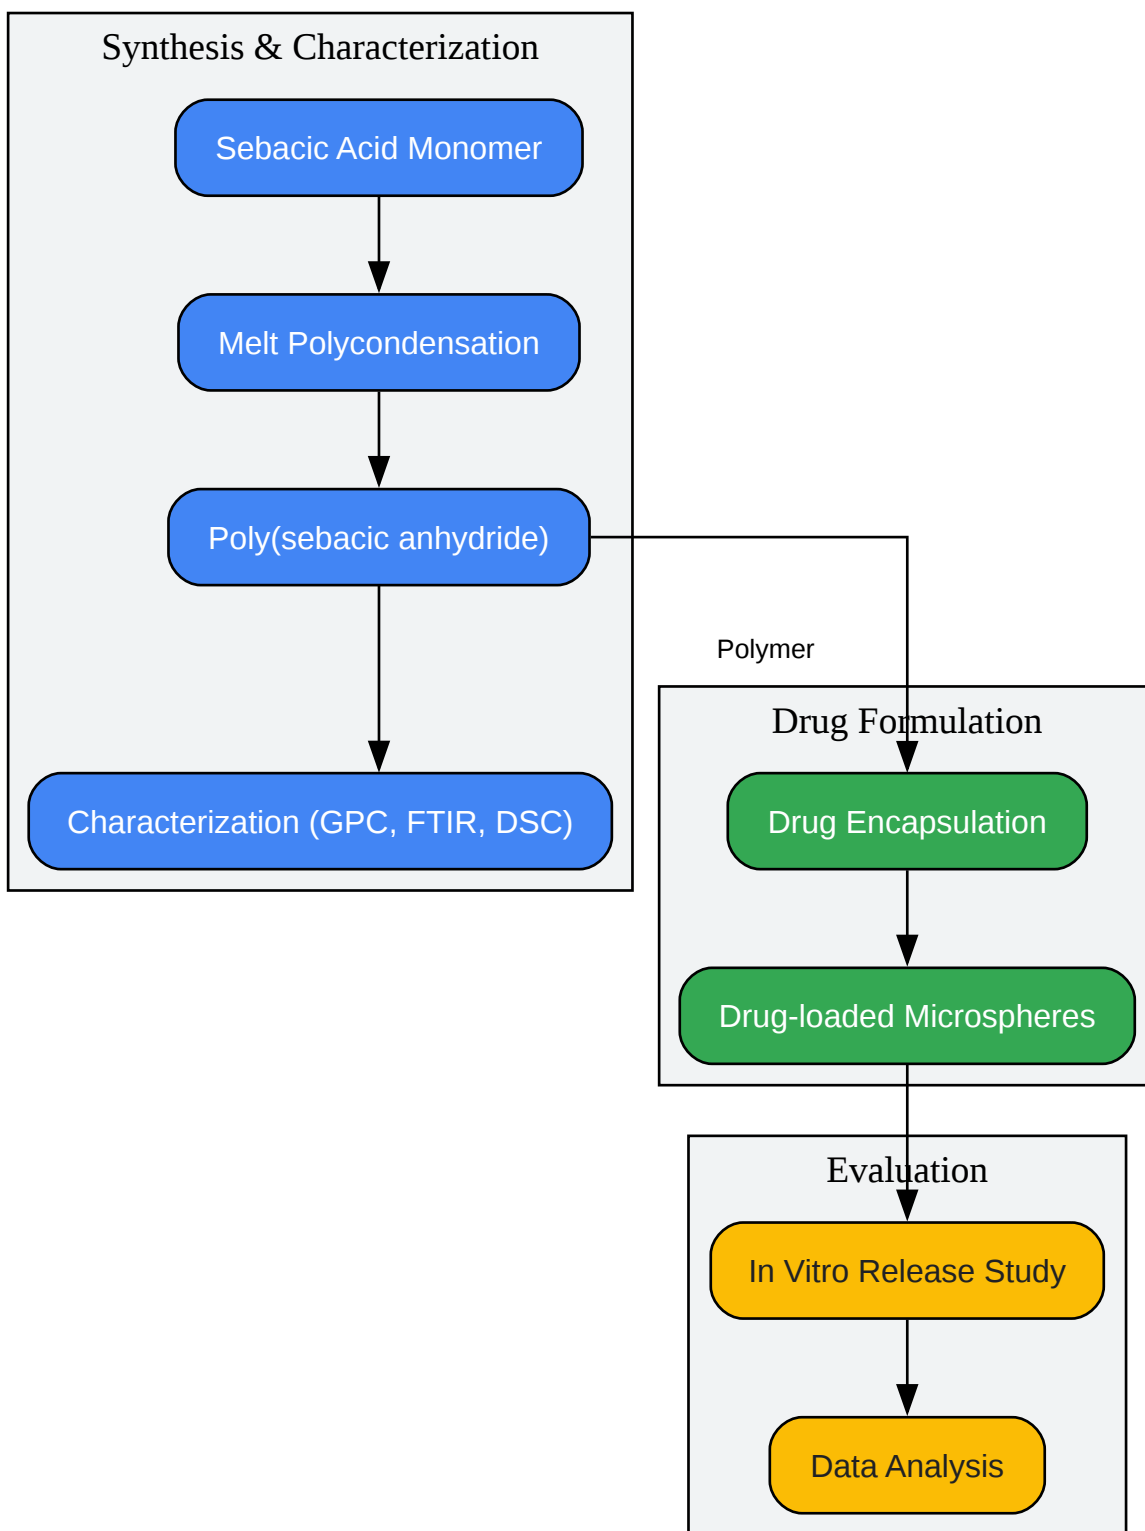 Synthesis & Characterization
Sebacic Acid Monomer
Melt Polycondensation
Poly(sebacic anhydride)
Characterization (GPC, FTIR, DSC)
Polymer
Drug Formulation
Drug Encapsulation
Drug-loaded Microspheres
Evaluation
In Vitro Release Study
Data Analysis